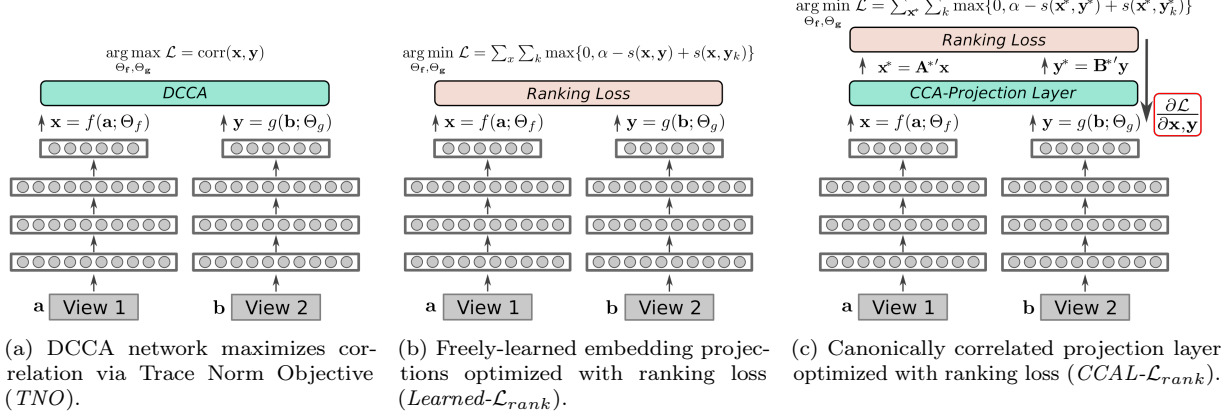 arg max L = corr(x, y)
Θf,Θg
DCCA
x = f(a; Θf)
y = g(b; Θg)
a View 1
b View 2
(a) DCCA network maximizes cor-
relation via Trace Norm Objective
(TNO).
arg min L = ∑x ∑k max{0, α − s(x, y) + s(x, yk)}
Θf,Θg
Ranking Loss
x = f(a; Θf)
y = g(b; Θg)
a View 1
b View 2
(b) Freely-learned embedding projec-
tions optimized with ranking loss
(Learned-Lrank).
arg min L = ∑x* ∑k max{0, α − s(x*, y*) + s(x*, y*k)}
Θf,Θg
Ranking Loss
x* = A*′x
y* = B*′y
CCA-Projection Layer
∂L
∂x,y
x = f(a; Θf)
y = g(b; Θg)
a View 1
b View 2
(c) Canonically correlated projection layer
optimized with ranking loss (CCAL-Lrank).